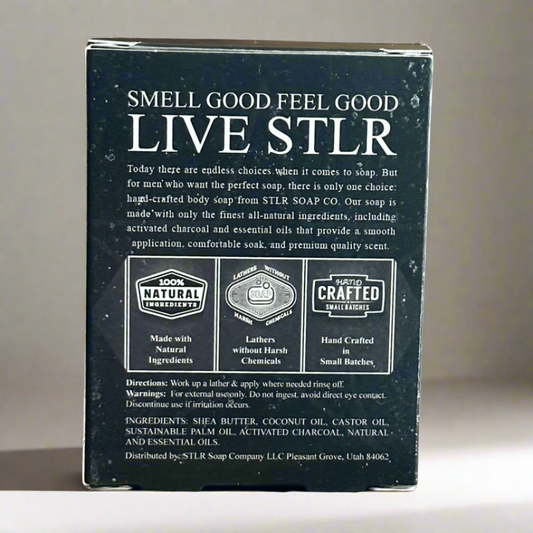 SMELL GOOD FEEL GOOD
LIVE STLR
Today there are endless choices when it comes to soap. But
for men who want the perfect soap, there is only one choice:
hand-crafted body soap from STLR SOAP CO. Our soap is
made with only the finest all-natural ingredients, including
activated charcoal and essential oils that provide a smooth
application, comfortable soak, and premium quality scent.
100%
NATURAL
INGREDIENTS
Made with
Natural
Ingredients
LATHERS WITHOUT
SOAP
HARSH CHEMICALS
Lathers
without Harsh
Chemicals
HAND
CRAFTED
SMALL BATCHES
Hand Crafted
in
Small Batches
Directions: Work up a lather & apply where needed rinse off.
Warnings: For external use only. Do not ingest, avoid direct eye contact.
Discontinue use if irritation occurs.
INGREDIENTS: SHEA BUTTER, COCONUT OIL, CASTOR OIL,
SUSTAINABLE PALM OIL, ACTIVATED CHARCOAL, NATURAL
AND ESSENTIAL OILS.
Distributed by: STLR Soap Company LLC Pleasant Grove, Utah 84062